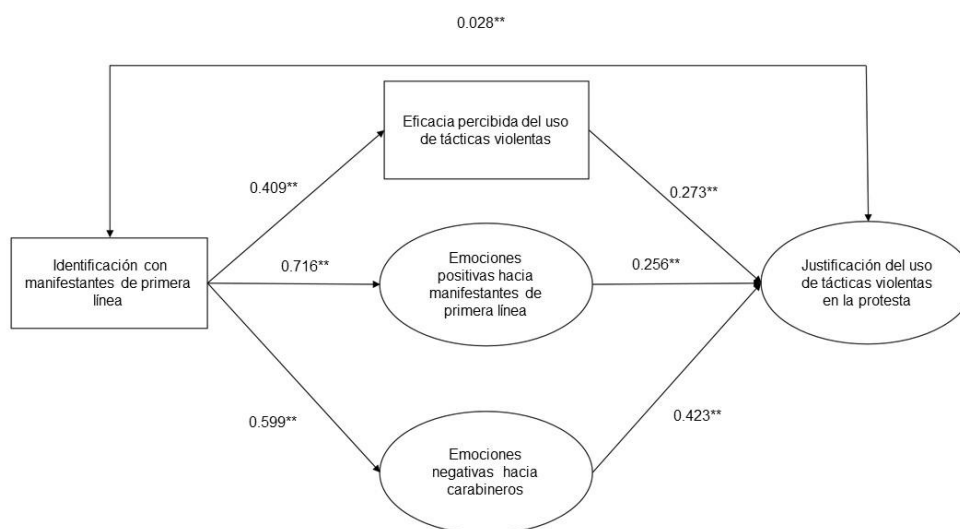 0.028**
Eficacia percibida del uso
de tácticas violentas
0.409**
0.273**
Identificación con
manifestantes de primera
línea
0.716**
Emociones
positivas hacia
manifestantes de
primera línea
0.256**
Justificación del uso
de tácticas violentas
en la protesta
0.599**
0.423**
Emociones
negativas hacia
carabineros